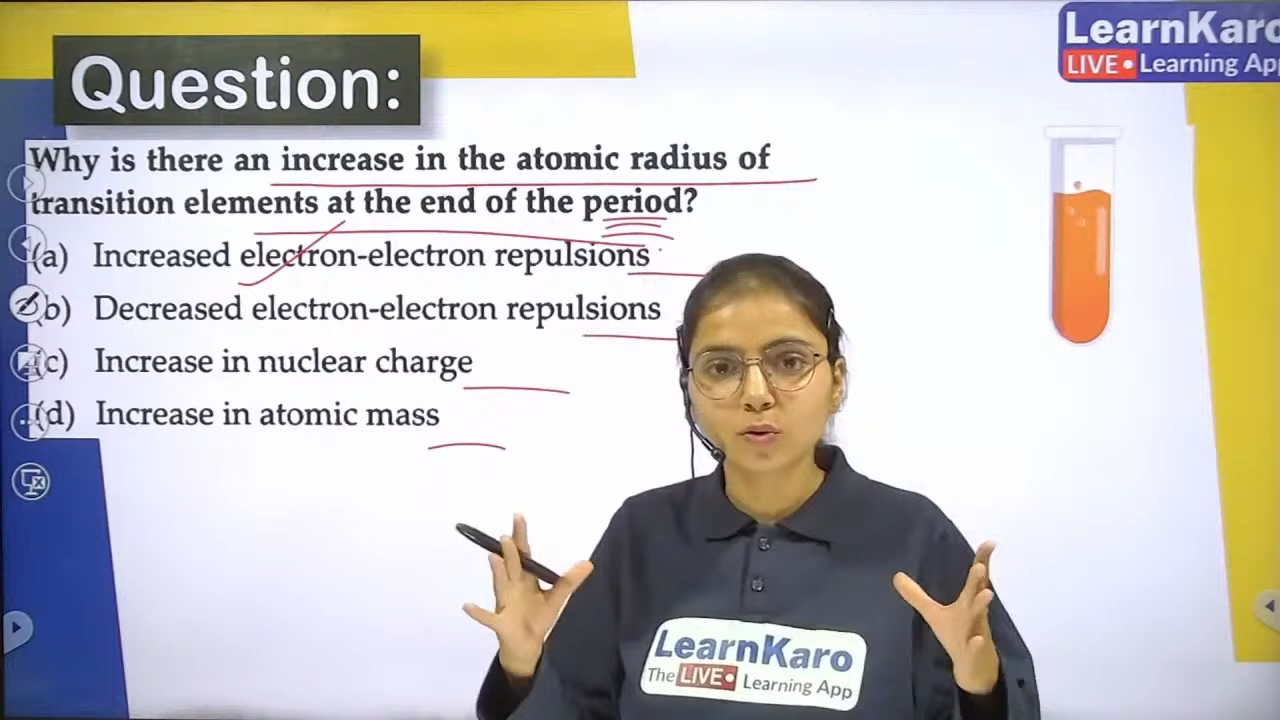 Question:
LearnKaro
LIVE Learning App
Why is there an increase in the atomic radius of
transition elements at the end of the period?
(a) Increased electron-electron repulsions
(b) Decreased electron-electron repulsions
(c) Increase in nuclear charge
(d) Increase in atomic mass
LearnKaro
The LIVE Learning App